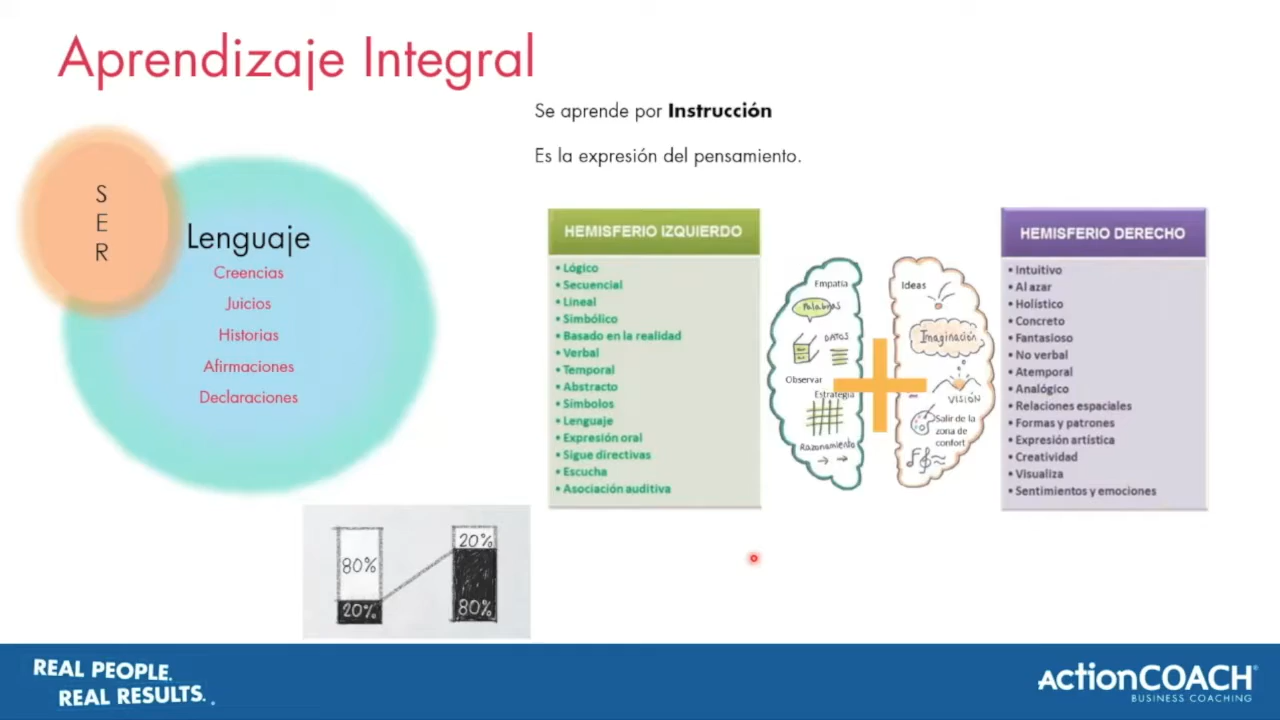 Aprendizaje Integral
Se aprende por Instrucción
Es la expresión del pensamiento.
S
E
R
Lenguaje
Creencias
Juicios
Historias
Afirmaciones
Declaraciones
HEMISFERIO IZQUIERDO
• Lógico
• Secuencial
• Lineal
• Simbólico
• Basado en la realidad
• Verbal
• Temporal
• Abstracto
• Símbolos
• Lenguaje
• Expresión oral
• Sigue directivas
• Escucha
• Asociación auditiva
Empatía
Palabras
DATOS
Observar
Estrategia
Razonamiento
Ideas
Imaginación
VISIÓN
Salir de la
zona de
confort
HEMISFERIO DERECHO
• Intuitivo
• Al azar
• Holístico
• Concreto
• Fantasioso
• No verbal
• Atemporal
• Analógico
• Relaciones espaciales
• Formas y patrones
• Expresión artística
• Creatividad
• Visualiza
• Sentimientos y emociones
80%
20%
20%
80%
REAL PEOPLE.
REAL RESULTS.
ActionCOACH®
BUSINESS COACHING